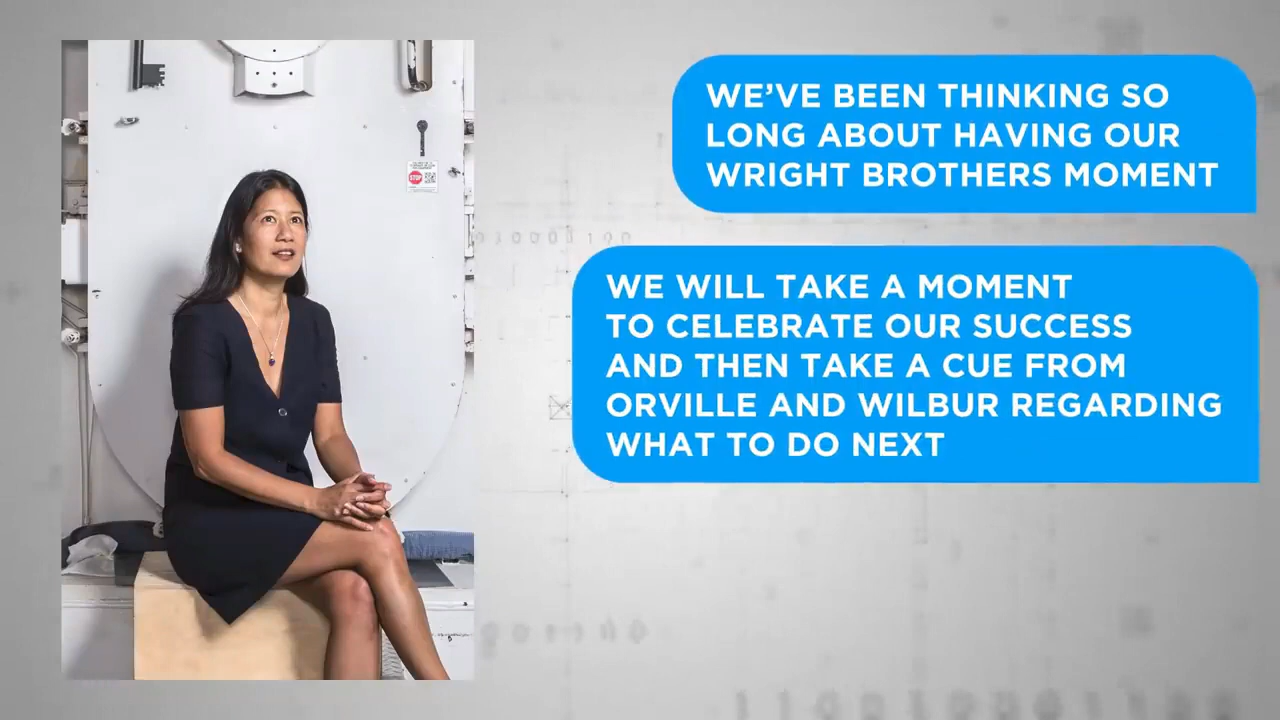 STOP
WE'VE BEEN THINKING SO
LONG ABOUT HAVING OUR
WRIGHT BROTHERS MOMENT
WE WILL TAKE A MOMENT
TO CELEBRATE OUR SUCCESS
AND THEN TAKE A CUE FROM
ORVILLE AND WILBUR REGARDING
WHAT TO DO NEXT